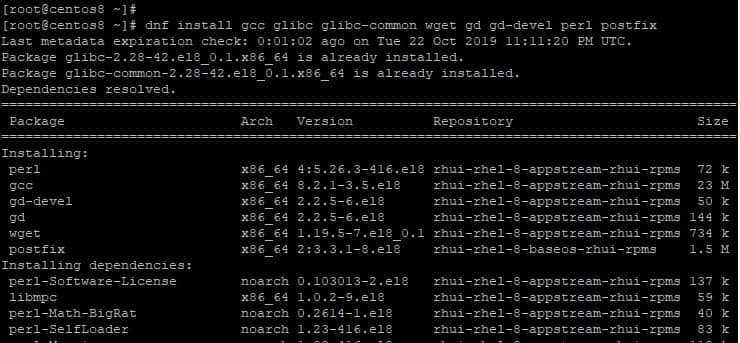 [root@centos8 ~]#
[root@centos8 ~]# dnf install gcc glibc glibc-common wget gd gd-devel perl postfix
Last metadata expiration check: 0:01:02 ago on Tue 22 Oct 2019 11:11:20 PM UTC.
Package glibc-2.28-42.el8_0.1.x86_64 is already installed.
Package glibc-common-2.28-42.el8_0.1.x86_64 is already installed.
Dependencies resolved.
================================================================================
Package Arch Version Repository Size
================================================================================
Installing:
perl x86_64 4:5.26.3-416.el8 rhui-rhel-8-appstream-rhui-rpms 72 k
gcc x86_64 8.2.1-3.5.el8 rhui-rhel-8-appstream-rhui-rpms 23 M
gd-devel x86_64 2.2.5-6.el8 rhui-rhel-8-appstream-rhui-rpms 50 k
gd x86_64 2.2.5-6.el8 rhui-rhel-8-appstream-rhui-rpms 144 k
wget x86_64 1.19.5-7.el8_0.1 rhui-rhel-8-appstream-rhui-rpms 734 k
postfix x86_64 2:3.3.1-8.el8 rhui-rhel-8-baseos-rhui-rpms 1.5 M
Installing dependencies:
perl-Software-License noarch 0.103013-2.el8 rhui-rhel-8-appstream-rhui-rpms 137 k
libmpc x86_64 1.0.2-9.el8 rhui-rhel-8-appstream-rhui-rpms 59 k
perl-Math-BigRat noarch 0.2614-1.el8 rhui-rhel-8-appstream-rhui-rpms 40 k
perl-SelfLoader noarch 1.23-416.el8 rhui-rhel-8-appstream-rhui-rpms 83 k